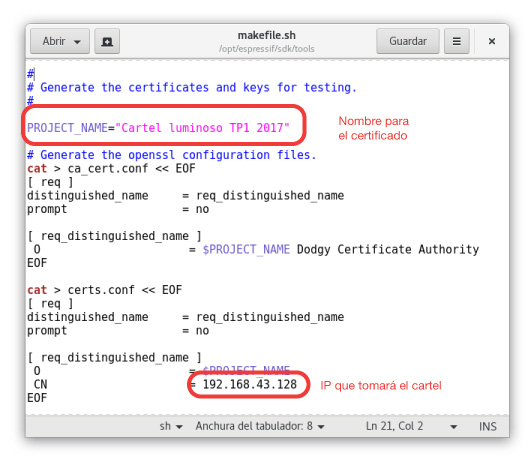 Abrir
makefile.sh
/opt/espressif/sdk/tools
Guardar
#
# Generate the certificates and keys for testing.
#
PROJECT_NAME="Cartel luminoso TP1 2017"
Nombre para
el certificado
# Generate the openssl configuration files.
cat > ca_cert.conf << EOF
[ req ]
distinguished_name = req_distinguished_name
prompt = no
[ req_distinguished_name ]
O = $PROJECT_NAME Dodgy Certificate Authority
EOF
cat > certs.conf << EOF
[ req ]
distinguished_name = req_distinguished_name
prompt = no
[ req_distinguished_name ]
O = $PROJECT_NAME
CN = 192.168.43.128
IP que tomará el cartel
EOF
sh Anchura del tabulador: 8 Ln 21, Col 2 INS